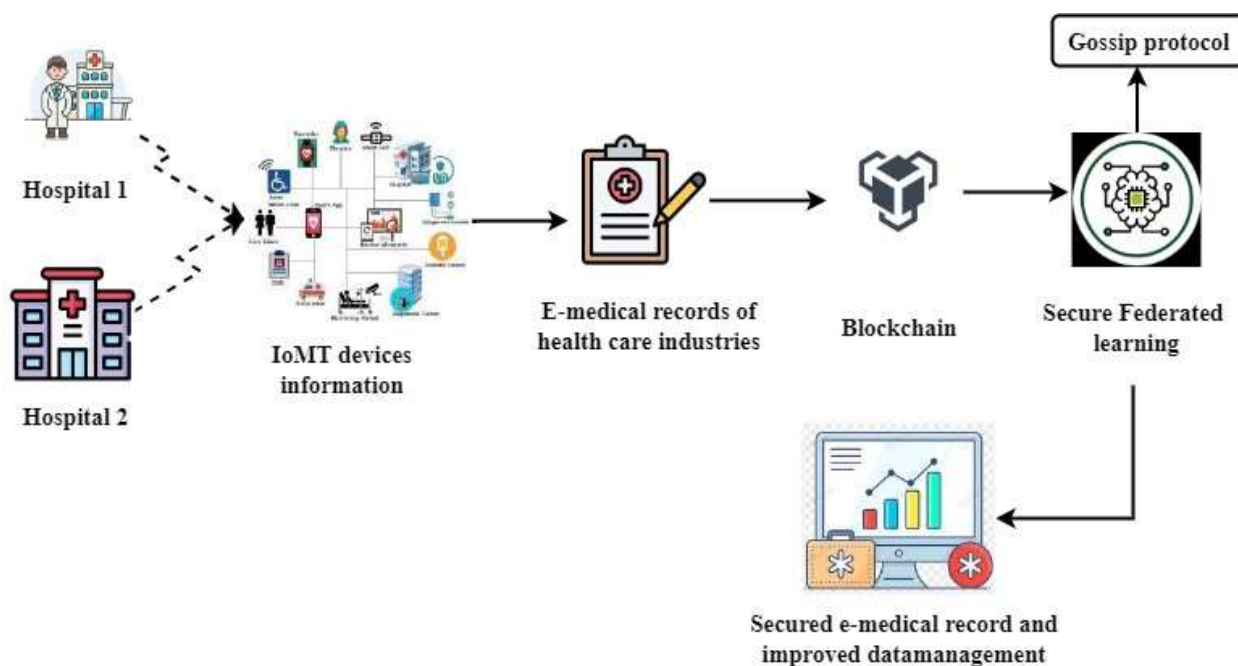 Gossip protocol
Hospital 1
Hospital 2
IoMT devices
information
E-medical records of
health care industries
Blockchain
Secure Federated
learning
Secured e-medical record and
improved datamanagement